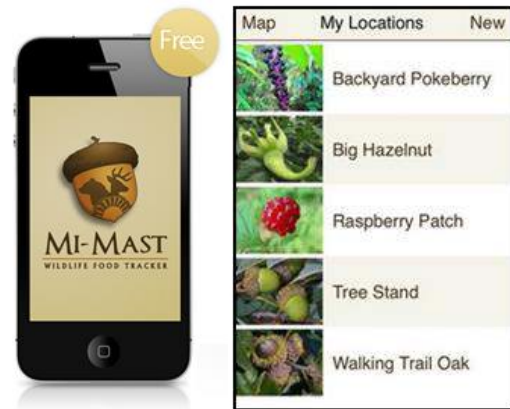 Free
MI-MAST
WILDLIFE FOOD TRACKER
Map My Locations New
Backyard Pokeberry
Big Hazelnut
Raspberry Patch
Tree Stand
Walking Trail Oak